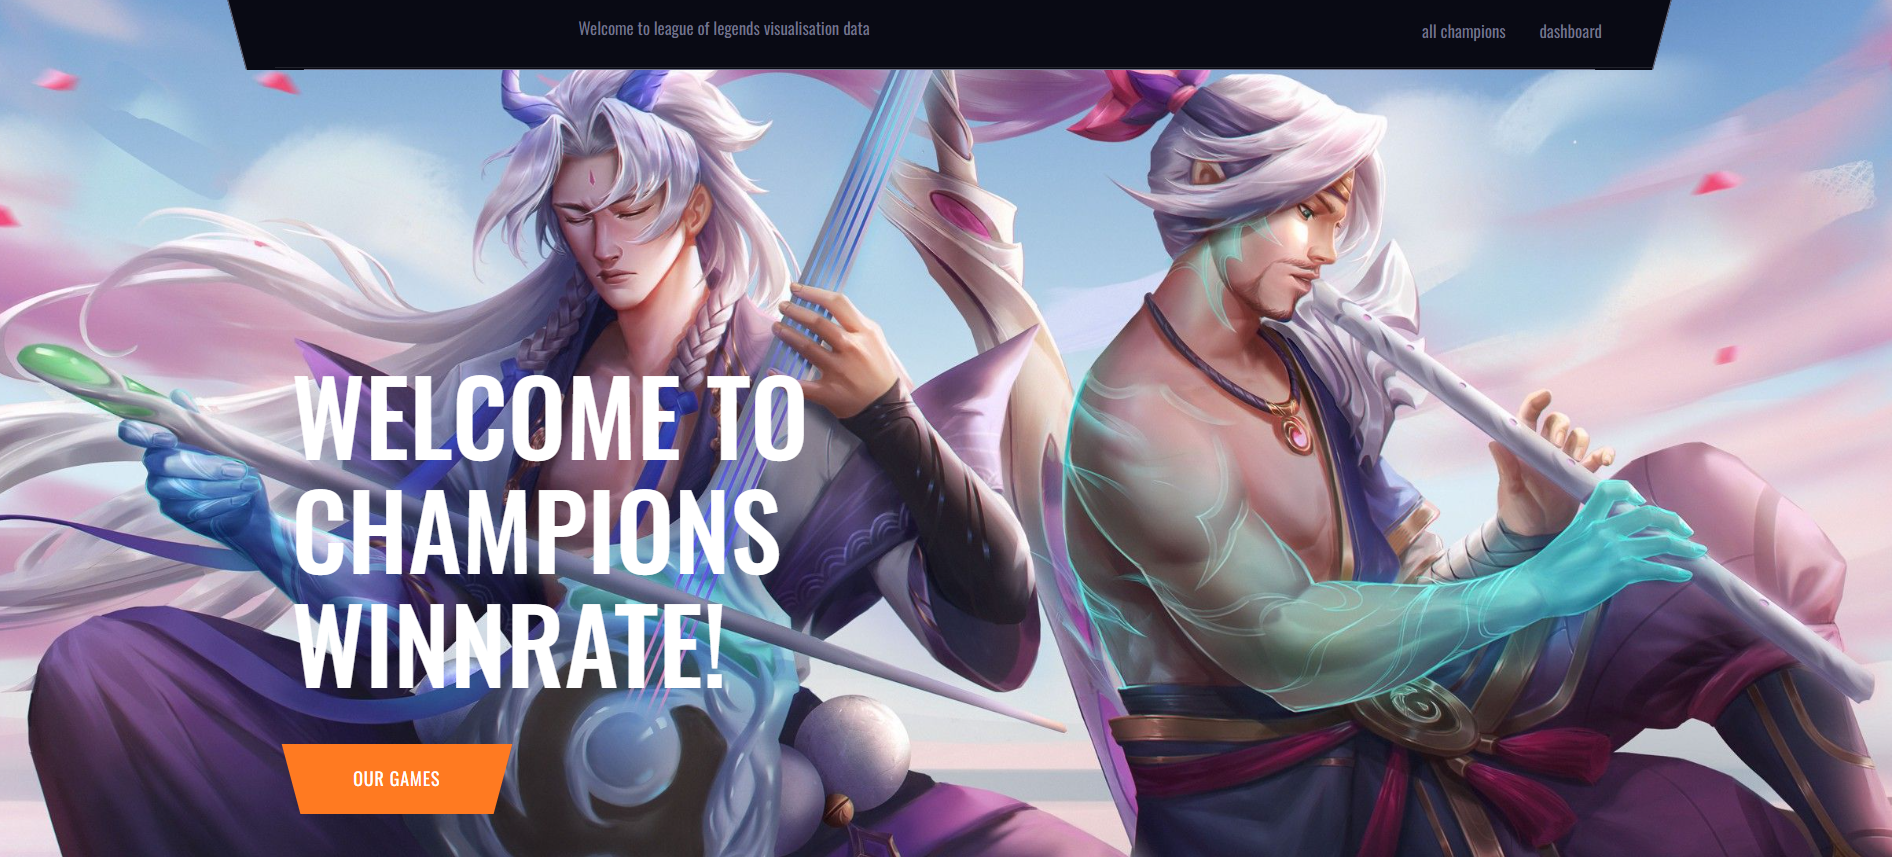 Welcome to league of legends visualisation data
all champions
dashboard
WELCOME TO
CHAMPIONS
WINNRATE!
OUR GAMES